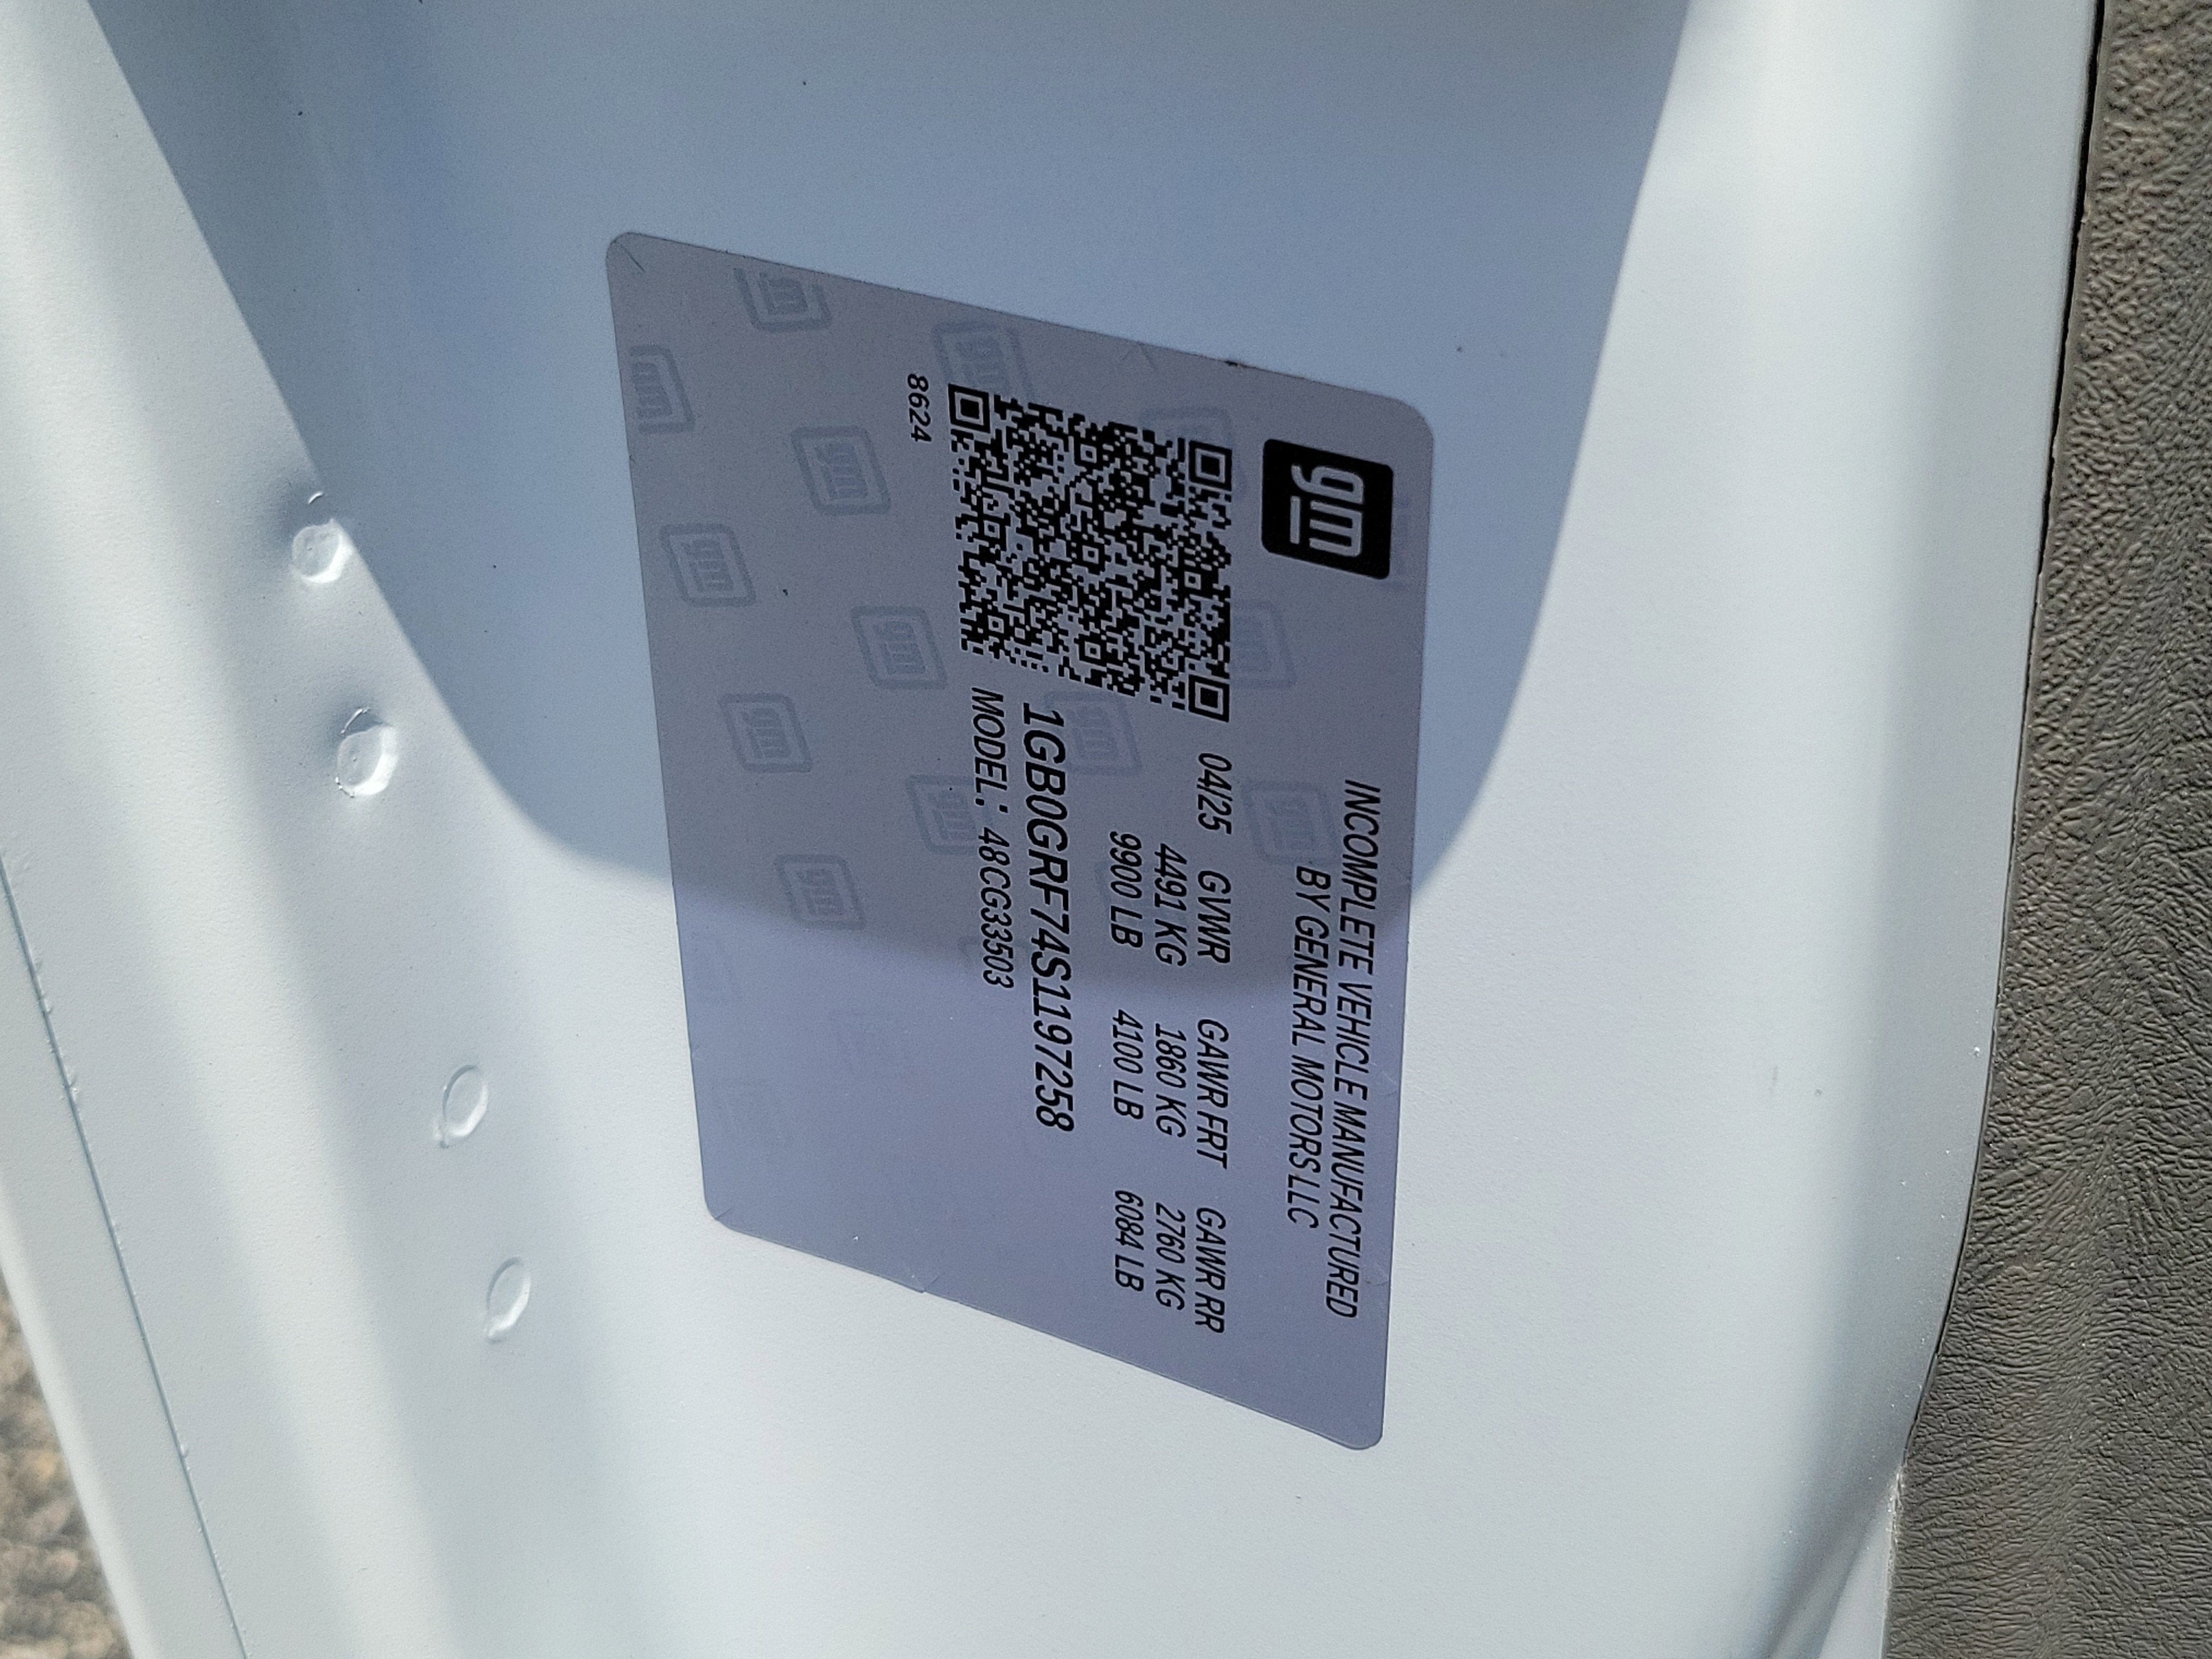 gm
INCOMPLETE VEHICLE MANUFACTURED
BY GENERAL MOTORS LLC
04/25 GVWR GAWR FRT GAWR RR
4491 KG 1860 KG 2760 KG
9900 LB 4100 LB 6084 LB
1GB0GRF74S1197258
MODEL: 48CG33503
8624